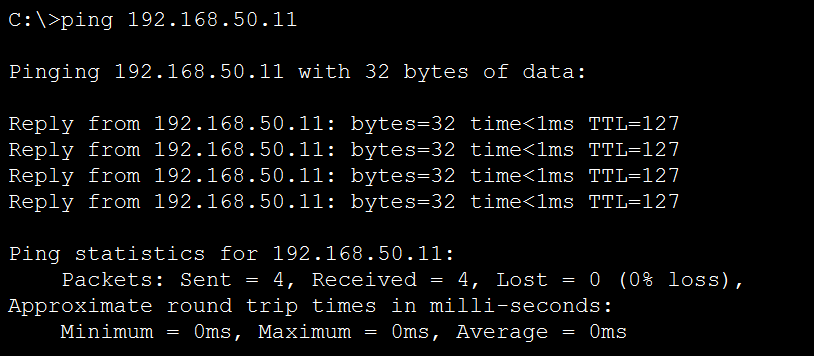 C:\>ping 192.168.50.11
Pinging 192.168.50.11 with 32 bytes of data:
Reply from 192.168.50.11: bytes=32 time<1ms TTL=127
Reply from 192.168.50.11: bytes=32 time<1ms TTL=127
Reply from 192.168.50.11: bytes=32 time<1ms TTL=127
Reply from 192.168.50.11: bytes=32 time<1ms TTL=127
Ping statistics for 192.168.50.11:
    Packets: Sent = 4, Received = 4, Lost = 0 (0% loss),
Approximate round trip times in milli-seconds:
    Minimum = 0ms, Maximum = 0ms, Average = 0ms